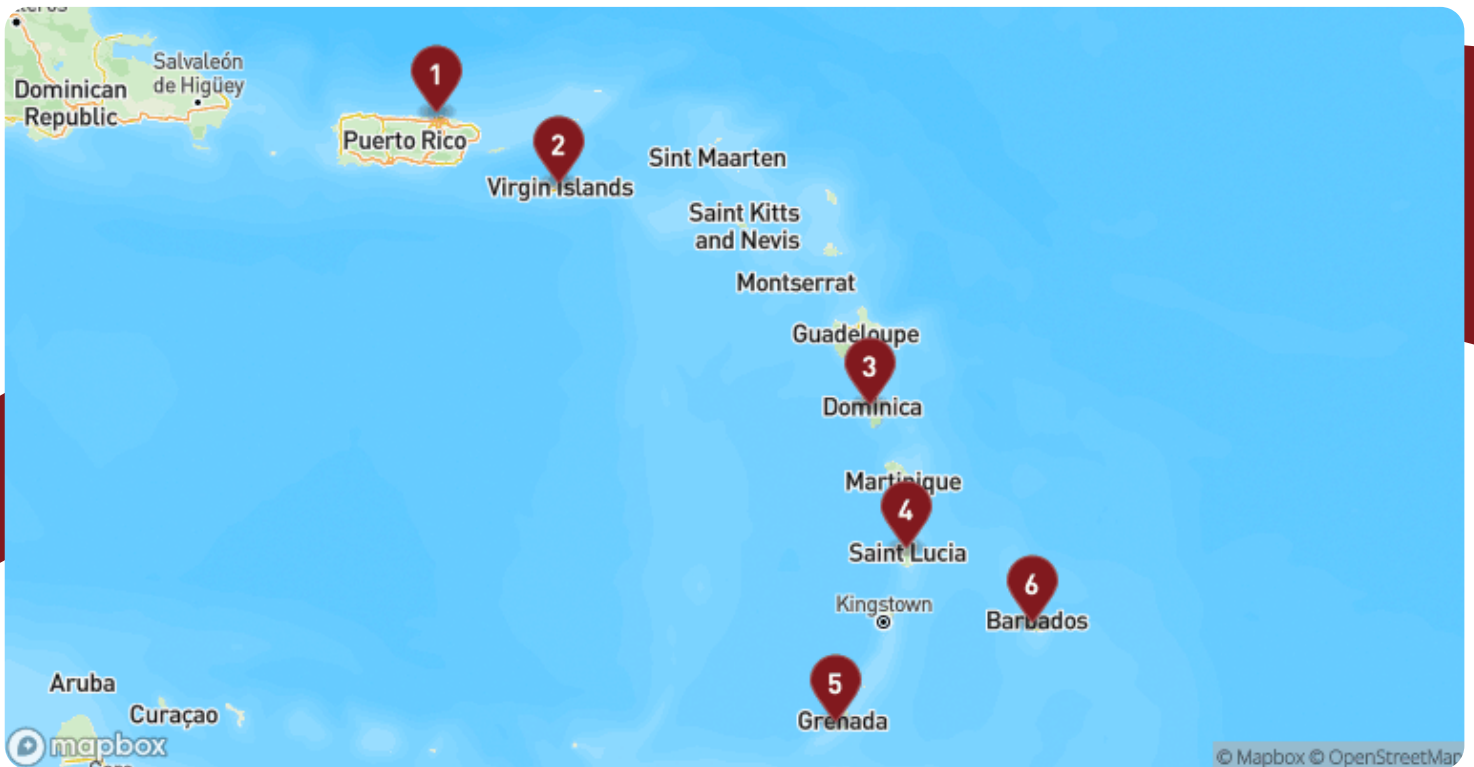 Salvaleón
de Higüey
Dominican
Republic
1
Puerto Rico
2
Virgin Islands
Sint Maarten
Saint Kitts
and Nevis
Montserrat
Guadeloupe
3
Dominica
Martinique
4
Saint Lucia
Kingstown
6
Barbados
5
Grenada
Aruba
Curaçao
mapbox
© Mapbox © OpenStreetMap